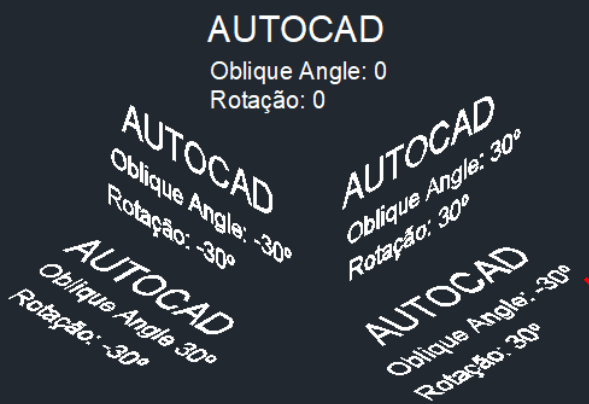 AUTOCAD
Oblique Angle: 0
Rotação: 0
AUTOCAD
Oblique Angle: -30º
Rotação: -30º
AUTOCAD
Oblique Angle: 30º
Rotação: 30º
AUTOCAD
Oblique Angle 30º
Rotação: -30º
AUTOCAD
Oblique Angle: -30º
Rotação: 30º